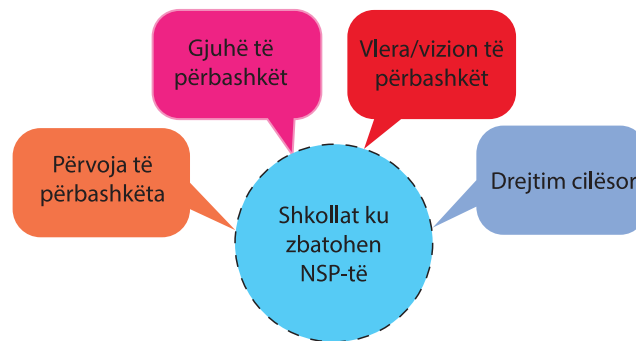 Gjuhë të
përbashkët
Vlera/vizion të
përbashkët
Përvoja të
përbashkëta
Drejtim cilësor
Shkollat ku
zbatohen
NSP-të